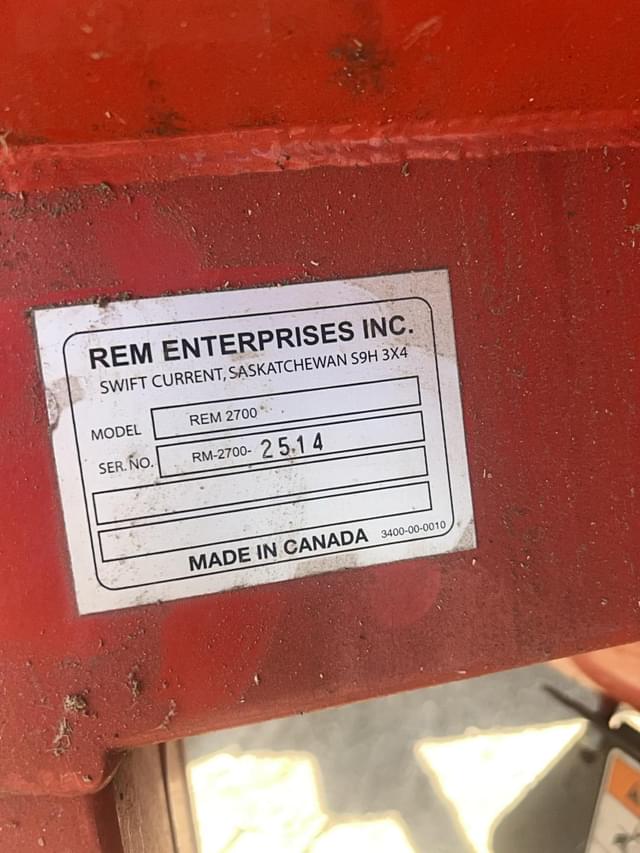 REM ENTERPRISES INC.
SWIFT CURRENT, SASKATCHEWAN S9H 3X4
MODEL REM 2700
SER. NO. RM-2700- 2514
MADE IN CANADA 3400-00-0010